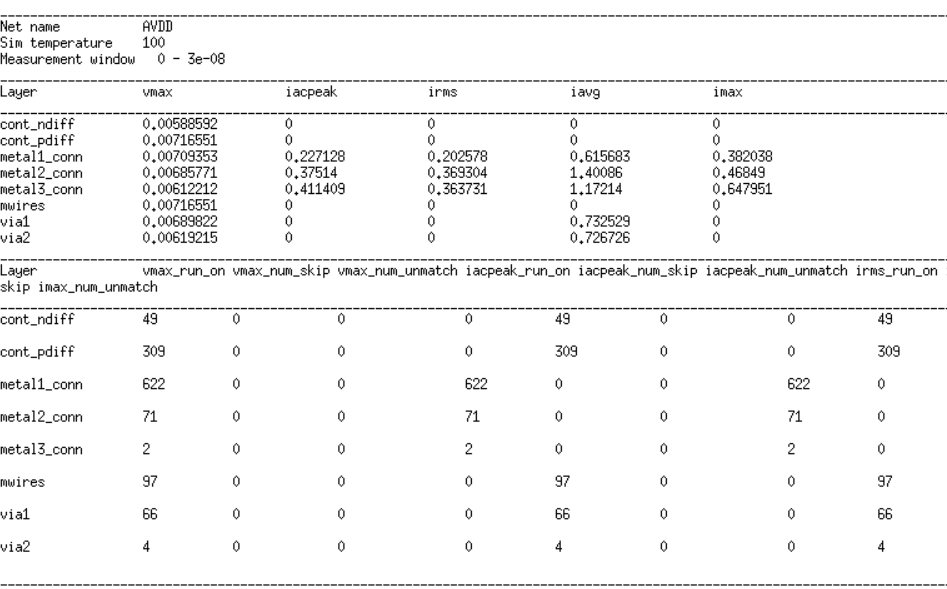 Net name AVDD
Sim temperature 100
Measurement window 0 - 3e-08
Layer vmax iacpeak irms iavg imax
cont_ndiff 0.00588592 0 0 0 0
cont_pdiff 0.00716551 0 0 0 0
metal1_conn 0.00709353 0.227128 0.202578 0.615683 0.382038
metal2_conn 0.00685771 0.37514 0.369304 1.40086 0.46849
metal3_conn 0.00612212 0.411409 0.363731 1.17214 0.647951
mwires 0.00716551 0 0 0 0
via1 0.00689822 0 0 0.732529 0
via2 0.00619215 0 0 0.726726 0
Layer vmax_run_on vmax_num_skip vmax_num_unmatch iacpeak_run_on iacpeak_num_skip iacpeak_num_unmatch irms_run_on
skip imax_num_unmatch
cont_ndiff 49 0 0 0 49 0 0 49
cont_pdiff 309 0 0 0 309 0 0 309
metal1_conn 622 0 0 622 0 0 622 0
metal2_conn 71 0 0 71 0 0 71 0
metal3_conn 2 0 0 2 0 0 2 0
mwires 97 0 0 0 97 0 0 97
via1 66 0 0 0 66 0 0 66
via2 4 0 0 0 4 0 0 4